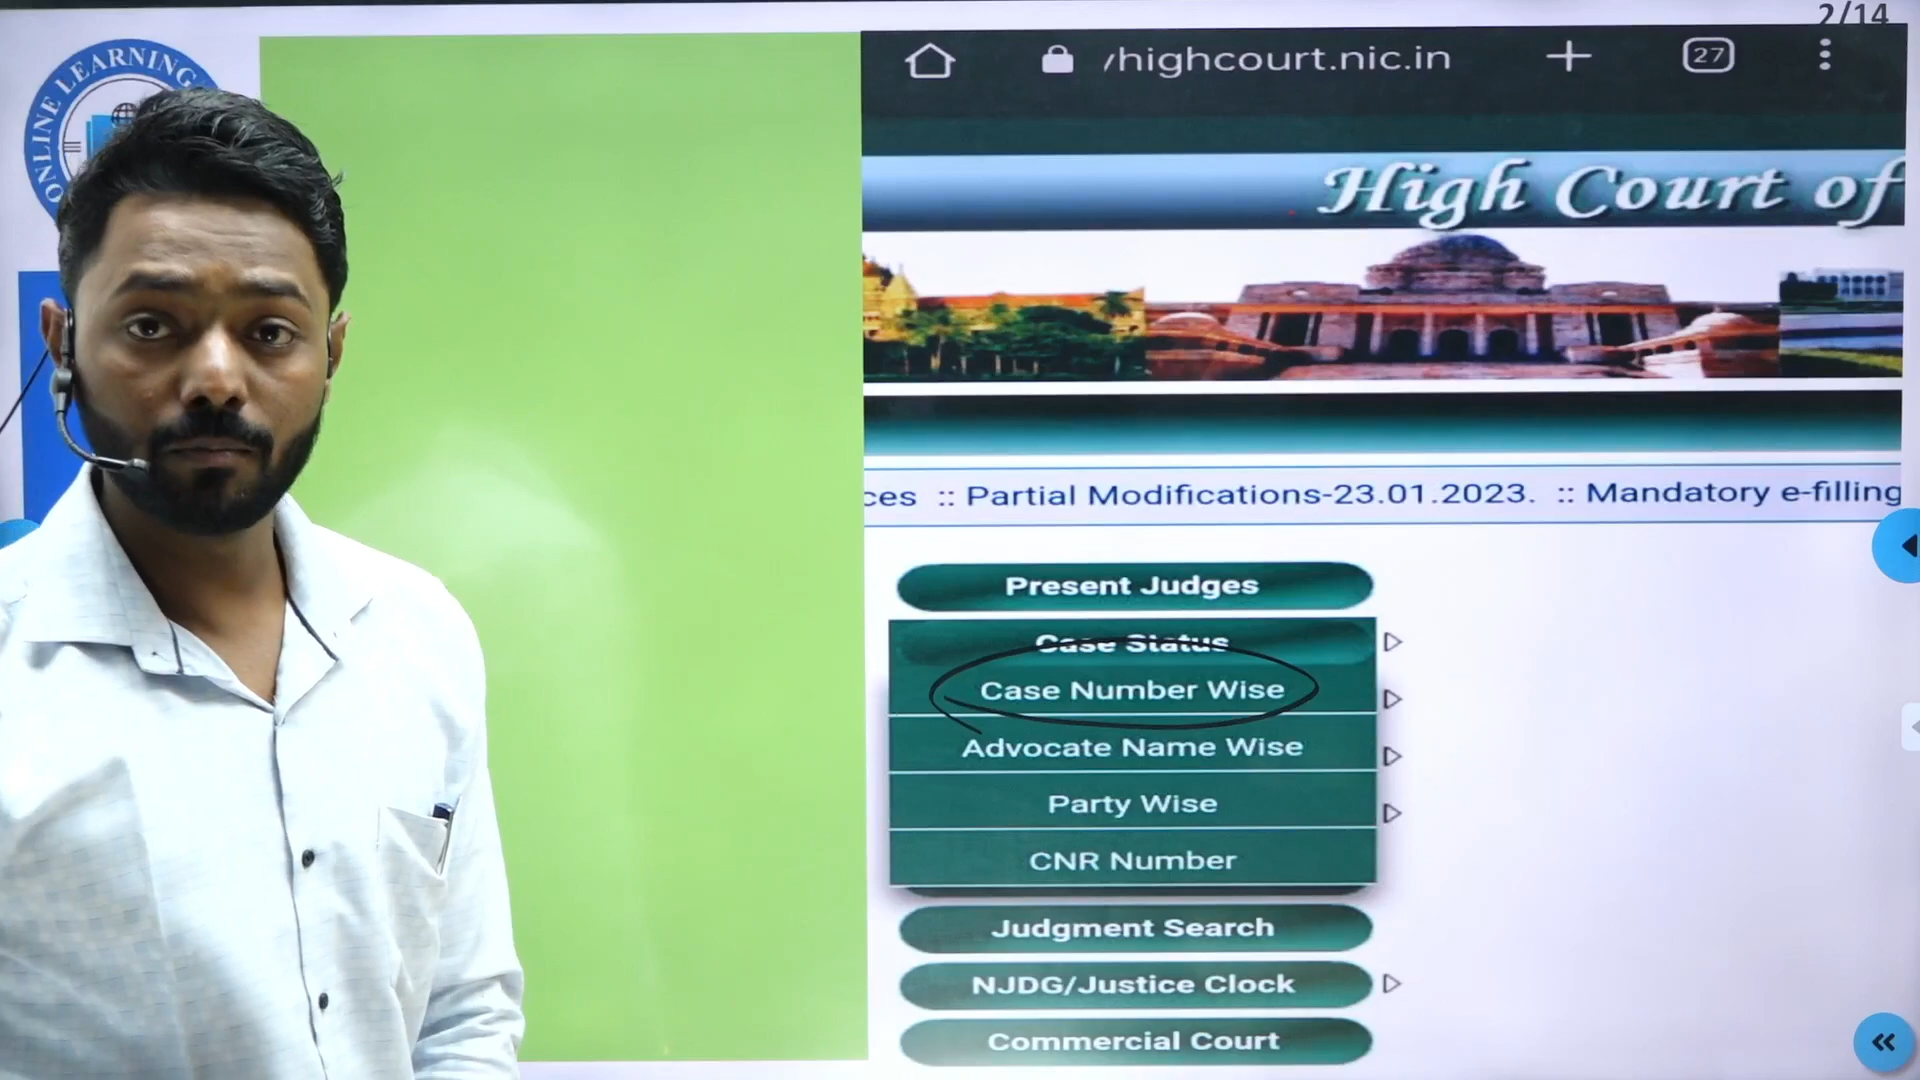 2/14
ONLINE LEARNING
/highcourt.nic.in
27
High Court of
ces :: Partial Modifications-23.01.2023. :: Mandatory e-filling
Present Judges
Case Status
Case Number Wise
Advocate Name Wise
Party Wise
CNR Number
Judgment Search
NJDG/Justice Clock
Commercial Court